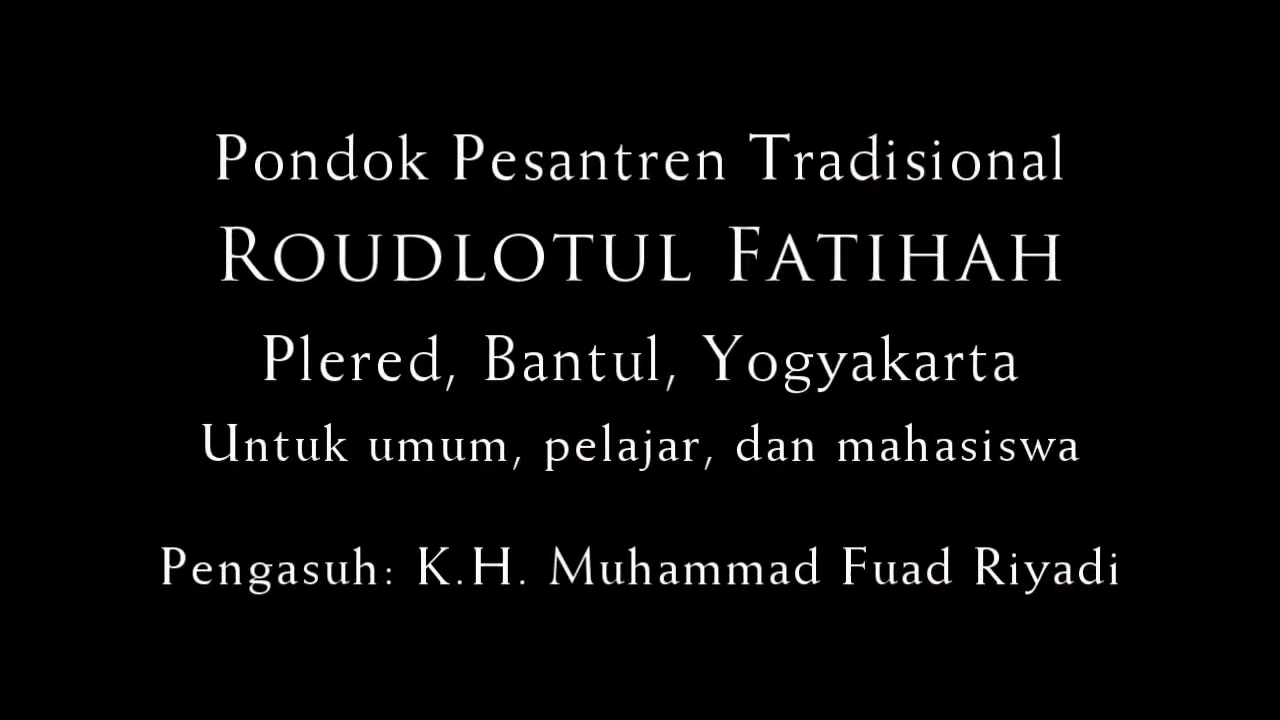 Pondok Pesantren Tradisional
ROUDLOTUL FATIHAH
Plered, Bantul, Yogyakarta
Untuk umum, pelajar, dan mahasiswa
Pengasuh: K.H. Muhammad Fuad Riyadi